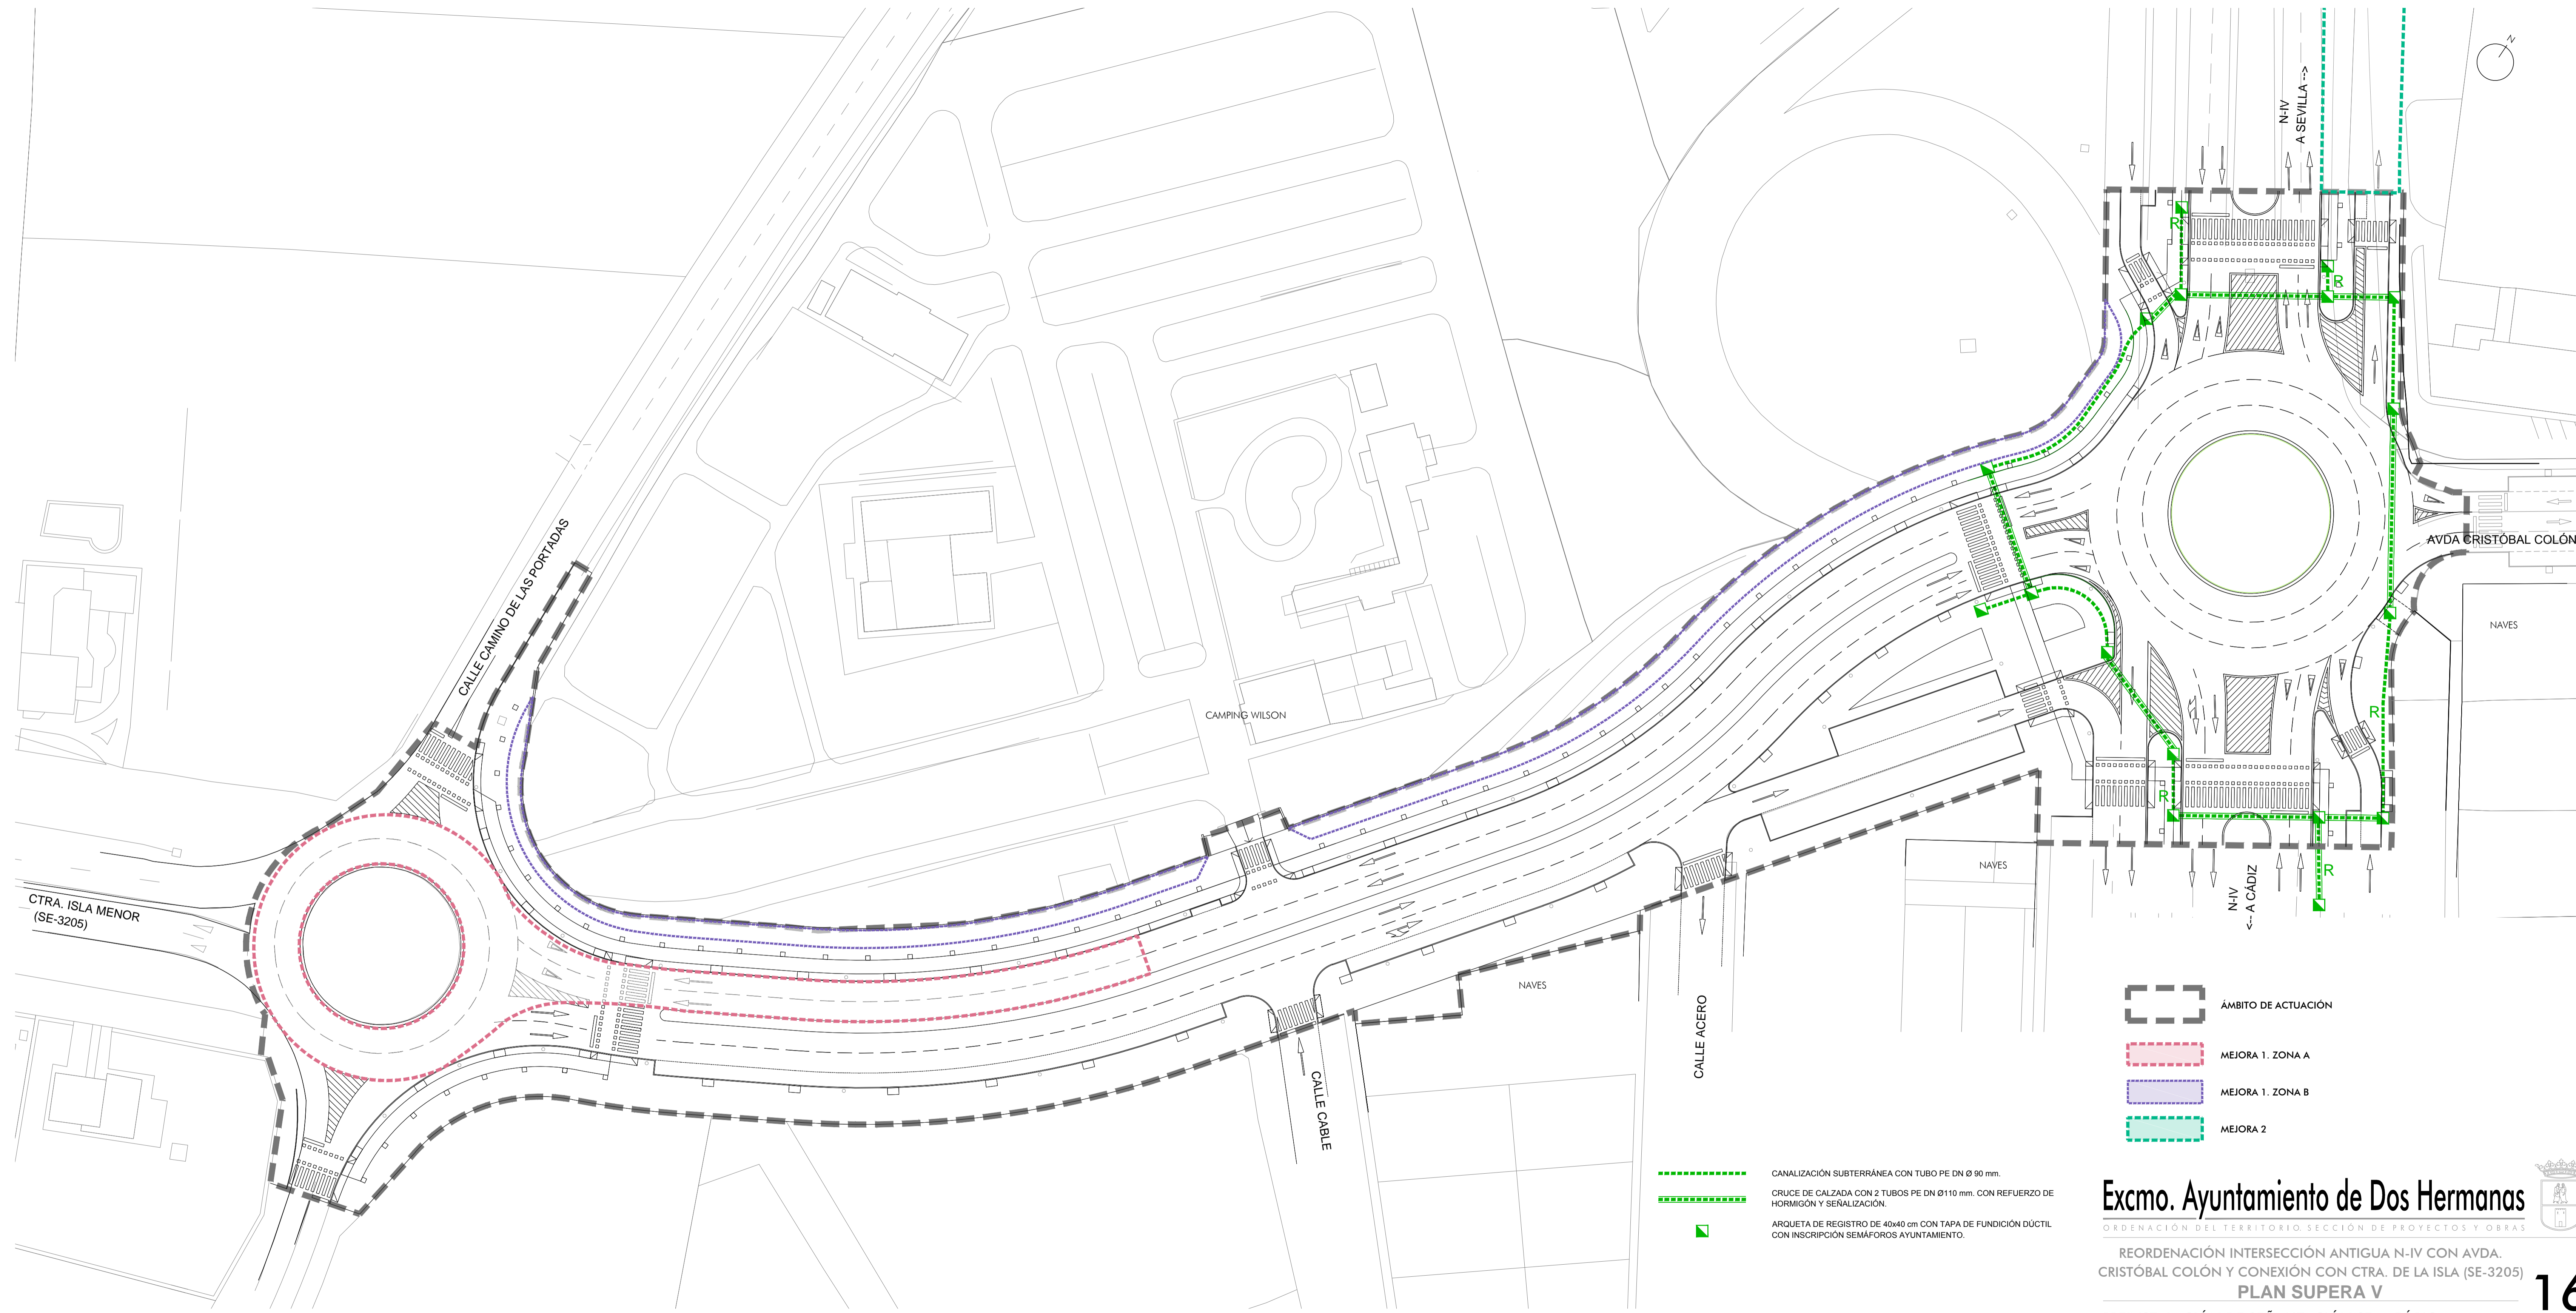 N
N-IV
A SEVILLA -->
R
R
AVDA CRISTÓBAL COLÓN
NAVES
CALLE CAMINO DE LAS PORTADAS
CAMPING WILSON
R
R
R
NAVES
N-IV
<-- A CÁDIZ
CTRA. ISLA MENOR
(SE-3205)
NAVES
CALLE ACERO
CALLE CABLE
ÁMBITO DE ACTUACIÓN
MEJORA 1. ZONA A
MEJORA 1. ZONA B
MEJORA 2
CANALIZACIÓN SUBTERRÁNEA CON TUBO PE DN Ø 90 mm.
CRUCE DE CALZADA CON 2 TUBOS PE DN Ø110 mm. CON REFUERZO DE
HORMIGÓN Y SEÑALIZACIÓN.
ARQUETA DE REGISTRO DE 40x40 cm CON TAPA DE FUNDICIÓN DÚCTIL
CON INSCRIPCIÓN SEMÁFOROS AYUNTAMIENTO.
Excmo. Ayuntamiento de Dos Hermanas
ORDENACIÓN DEL TERRITORIO. SECCIÓN DE PROYECTOS Y OBRAS
REORDENACIÓN INTERSECCIÓN ANTIGUA N-IV CON AVDA.
CRISTÓBAL COLÓN Y CONEXIÓN CON CTRA. DE LA ISLA (SE-3205)
PLAN SUPERA V
16